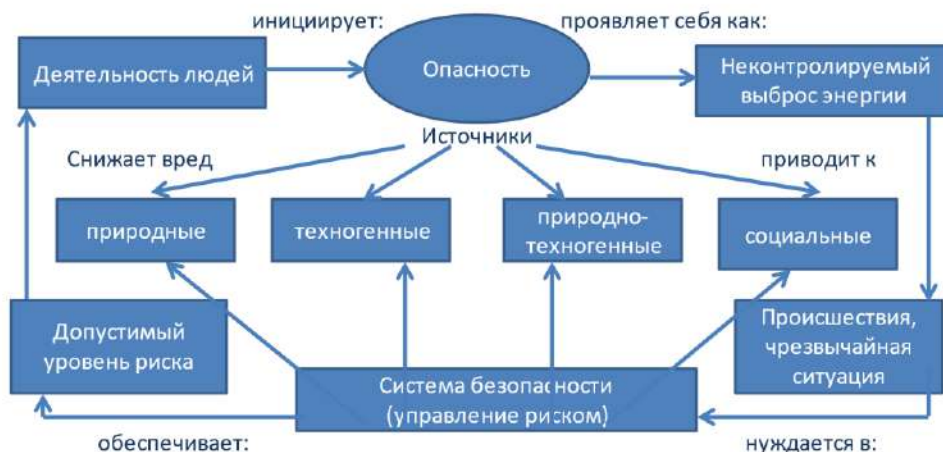 инициирует:
проявляет себя как:
Деятельность людей
Опасность
Неконтролируемый
выброс энергии
Источники
Снижает вред
приводит к
природные
техногенные
природно-
техногенные
социальные
Допустимый
уровень риска
Система безопасности
(управление риском)
Происшествия,
чрезвычайная
ситуация
обеспечивает:
нуждается в: